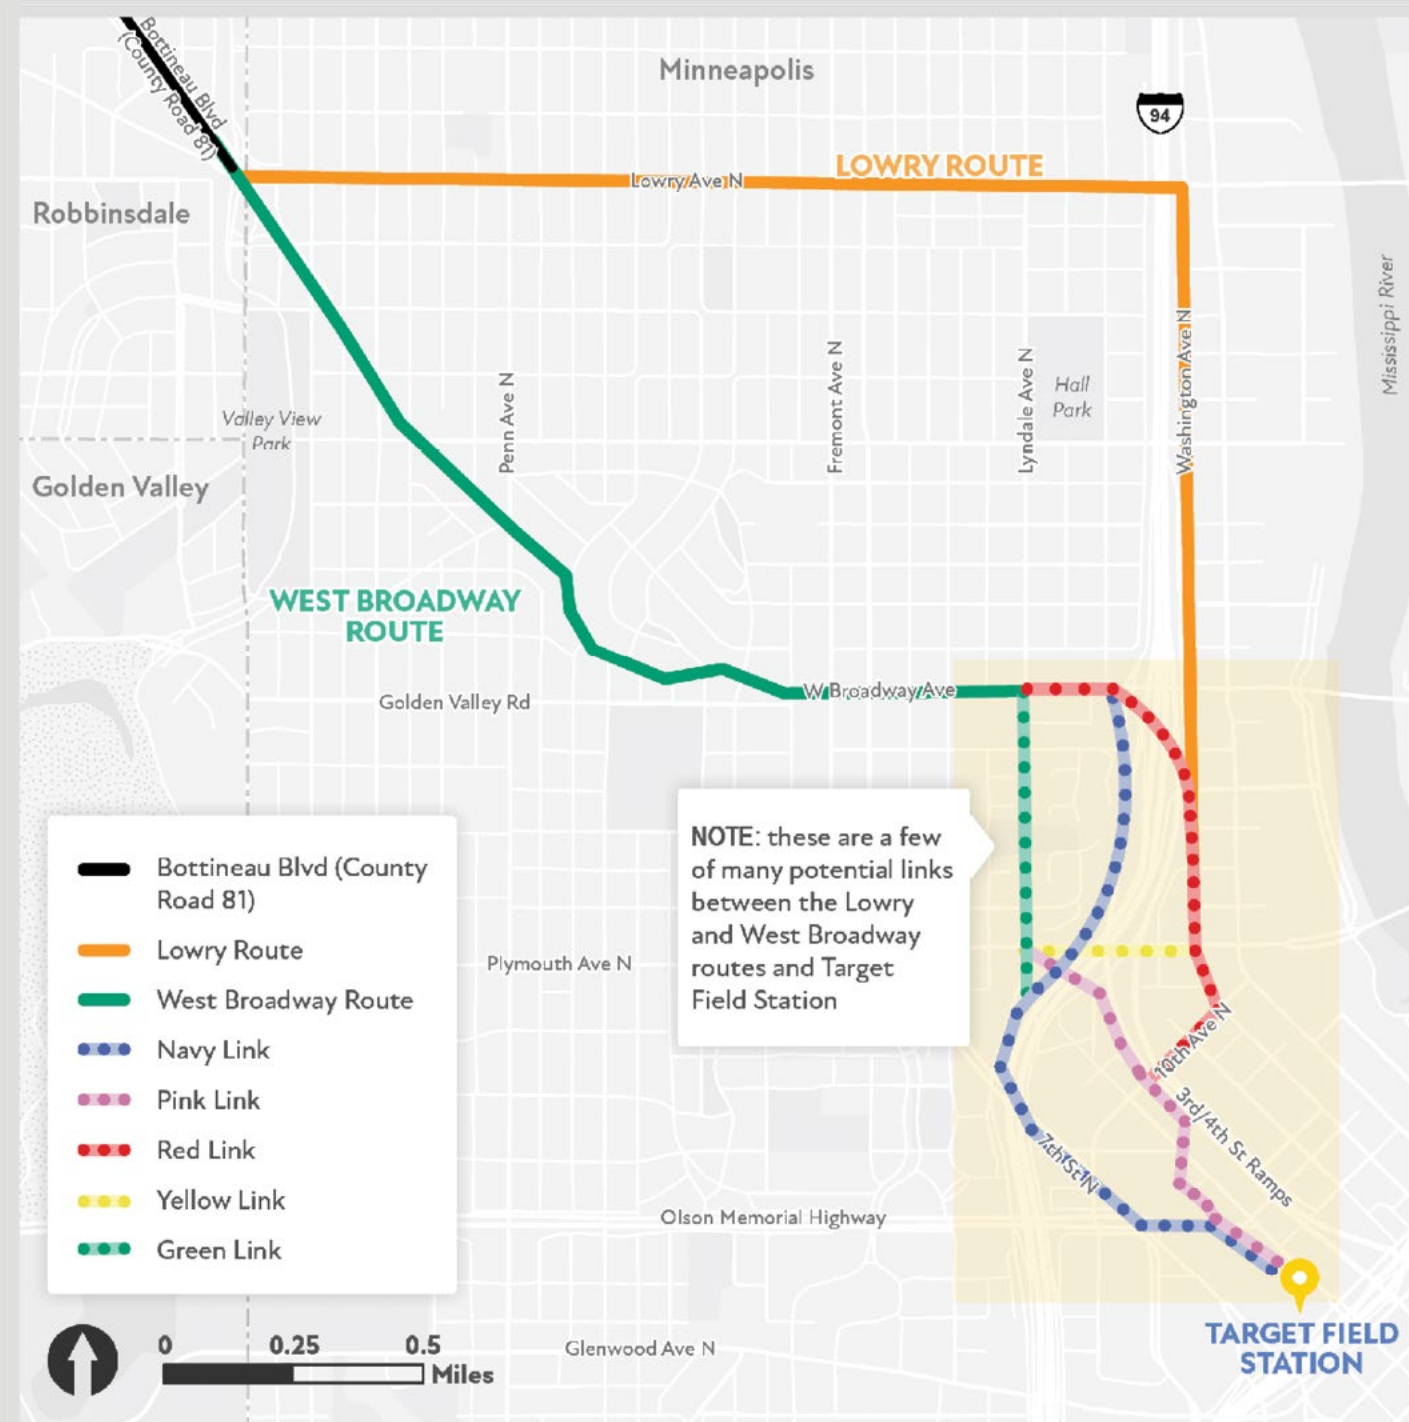 Bottineau Blvd
(County Road 81)
Minneapolis
94
LOWRY ROUTE
Lowry Ave N
Robbinsdale
Mississippi River
Washington Ave N
Penn Ave N
Fremont Ave N
Lyndale Ave N
Hall
Park
Valley View
Park
Golden Valley
WEST BROADWAY
ROUTE
W Broadway Ave
Golden Valley Rd
NOTE: these are a few
of many potential links
between the Lowry
and West Broadway
routes and Target
Field Station
Bottineau Blvd (County
Road 81)
Lowry Route
West Broadway Route
Navy Link
Pink Link
Red Link
Yellow Link
Green Link
Plymouth Ave N
10th Ave N
3rd/4th St Ramps
7th St N
Olson Memorial Highway
TARGET FIELD
STATION
Glenwood Ave N
0 0.25 0.5
Miles